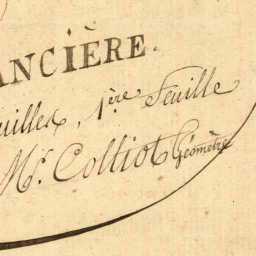 ANCIÈRE.
uilles, 1ère Feuille
Mr. Colliot Géomètre